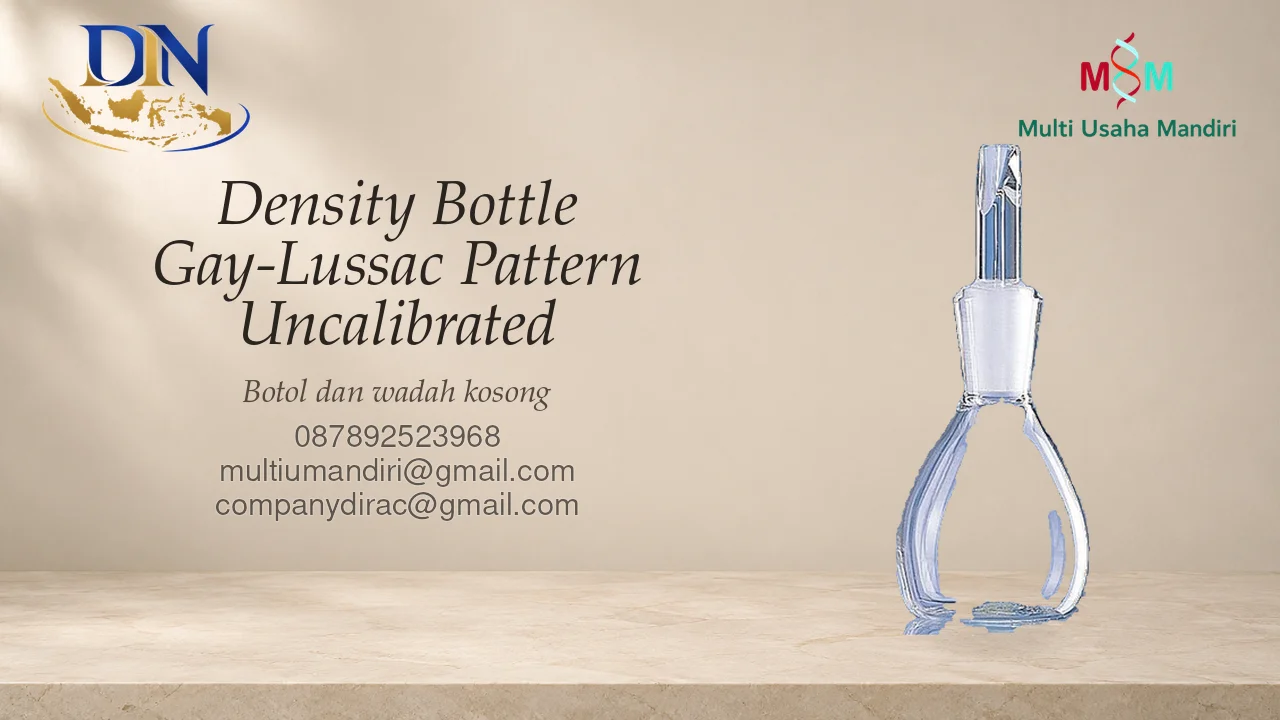 DN
M M
Multi Usaha Mandiri
Density Bottle
Gay-Lussac Pattern
Uncalibrated
Botol dan wadah kosong
087892523968
multiumandiri@gmail.com
companydirac@gmail.com